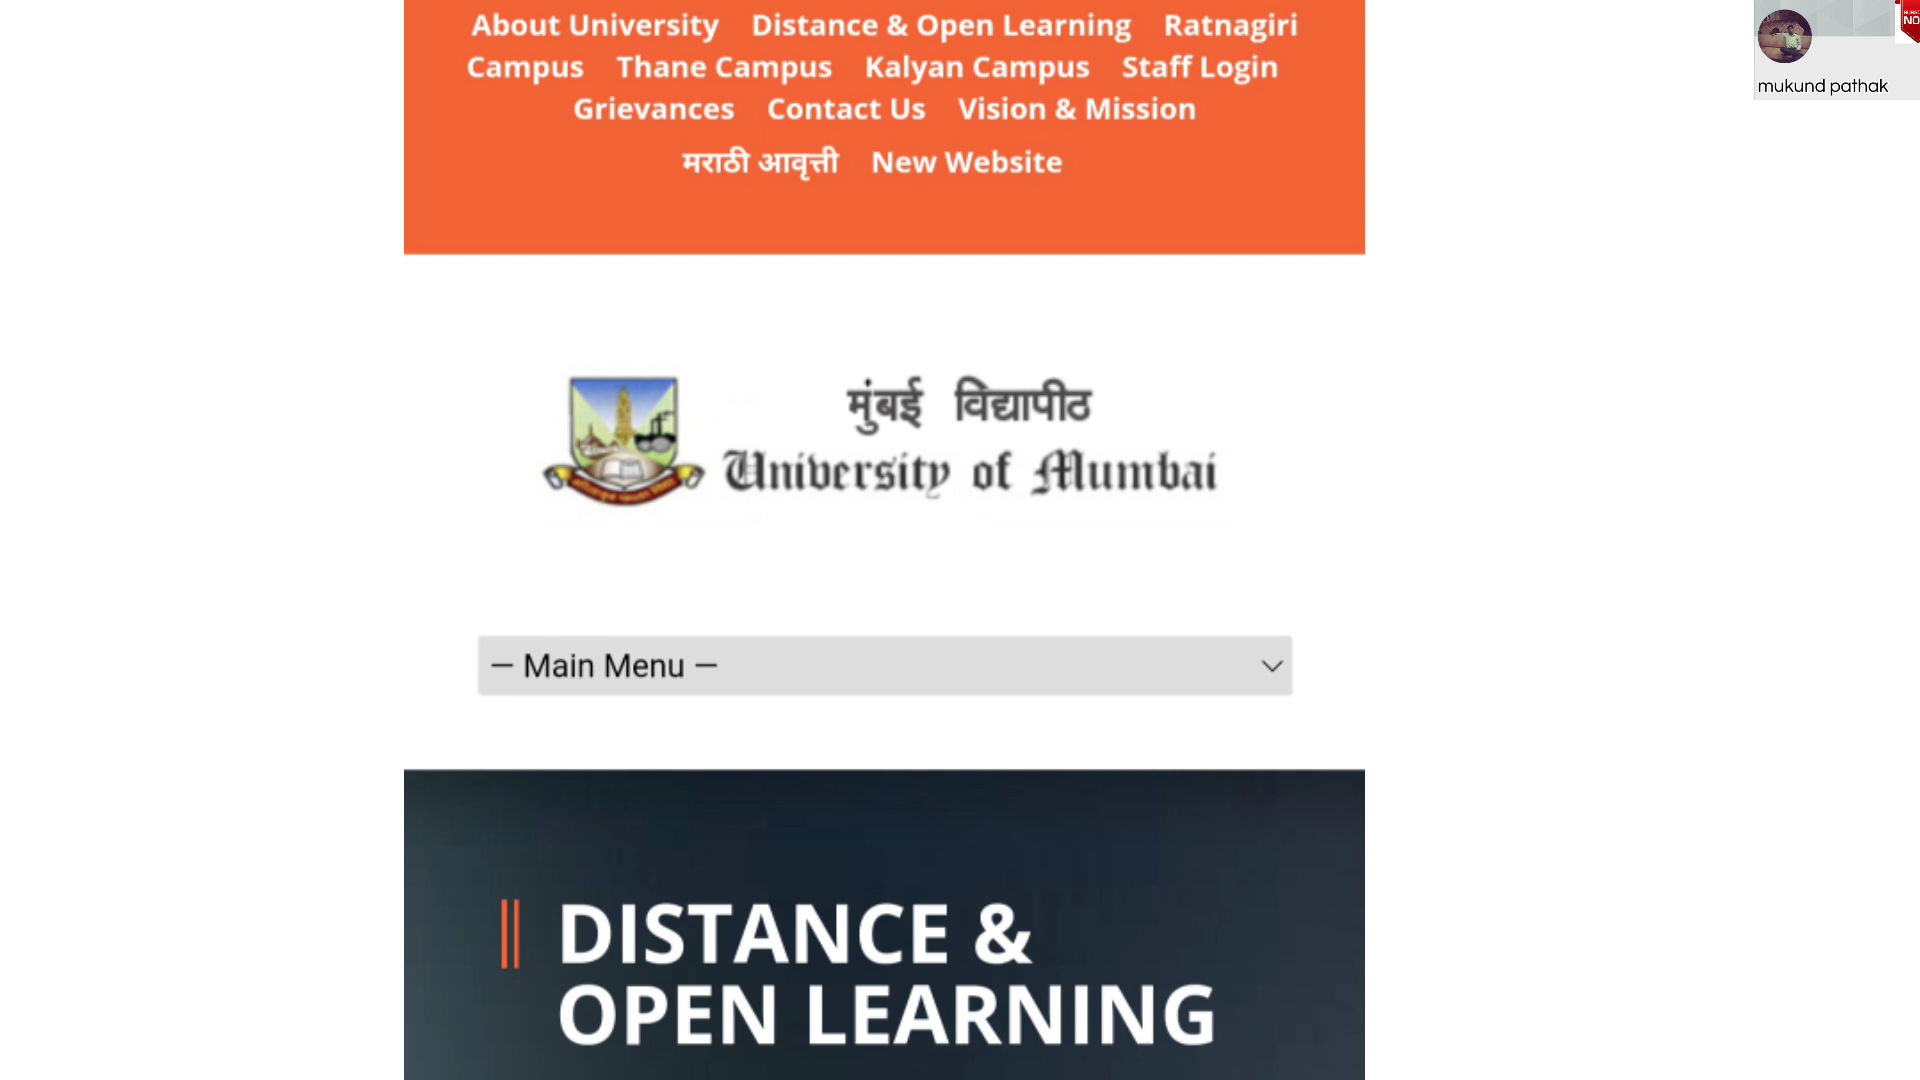 About University Distance & Open Learning Ratnagiri
Campus Thane Campus Kalyan Campus Staff Login
Grievances Contact Us Vision & Mission
मराठी आवृत्ती New Website
मुंबई विद्यापीठ
University of Mumbai
— Main Menu —
DISTANCE &
OPEN LEARNING
mukund pathak
NO